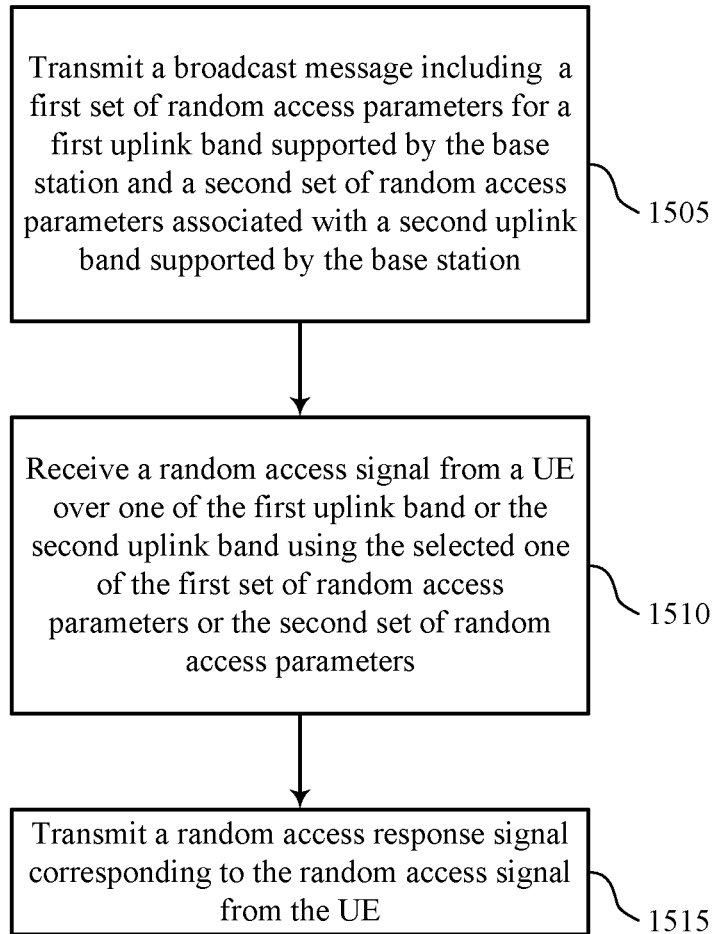 Transmit a broadcast message including a
first set of random access parameters for a
first uplink band supported by the base
station and a second set of random access
parameters associated with a second uplink
band supported by the base station
1505
Receive a random access signal from a UE
over one of the first uplink band or the
second uplink band using the selected one
of the first set of random access
parameters or the second set of random
access parameters
1510
Transmit a random access response signal
corresponding to the random access signal
from the UE
1515